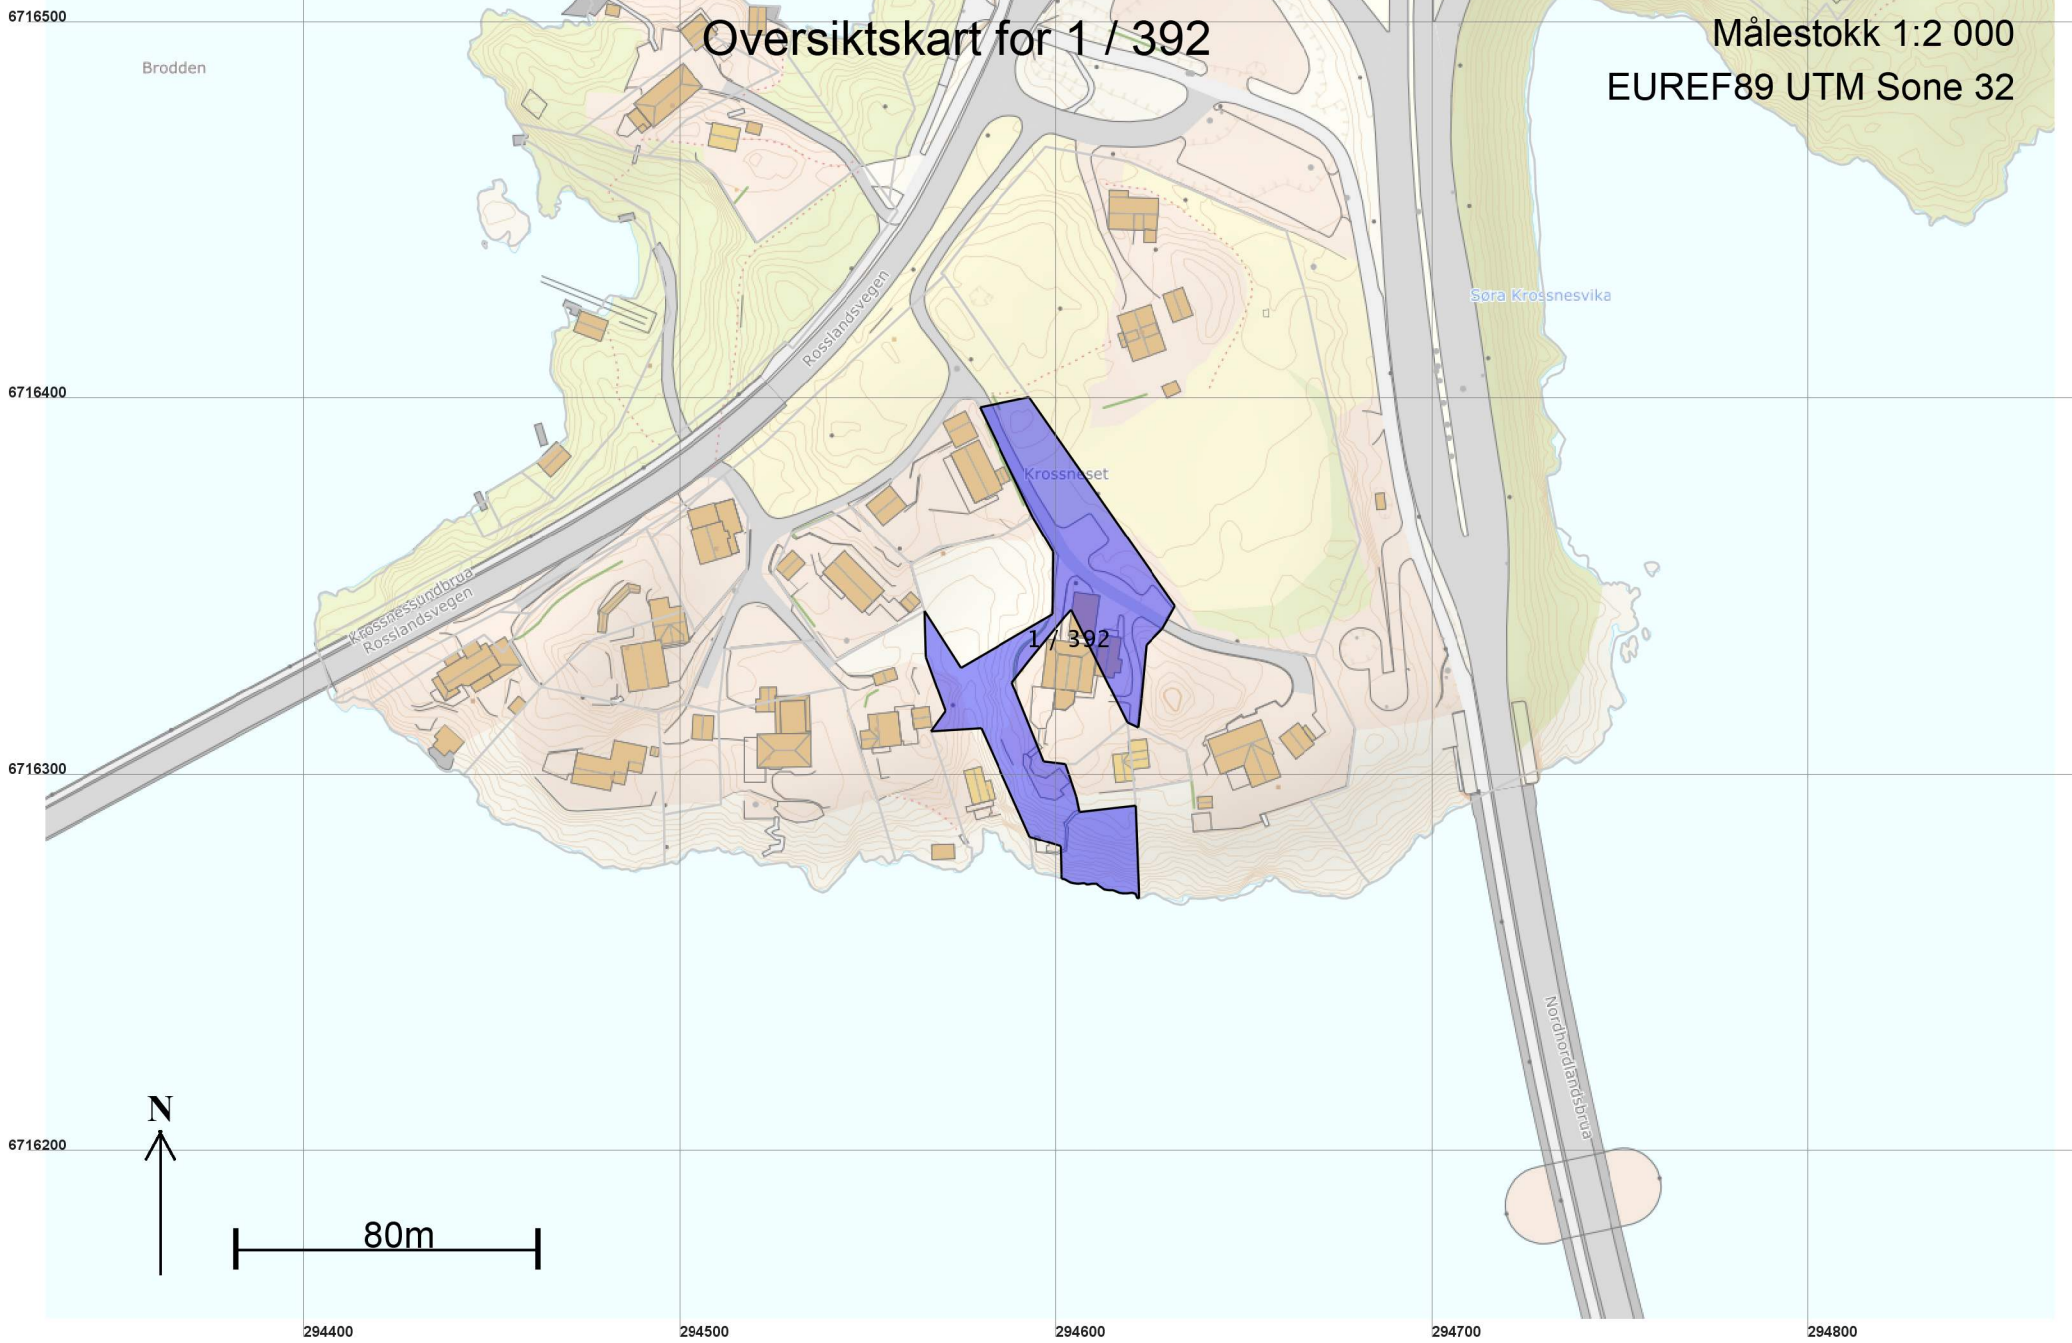 6716500
Oversiktskart for 1 / 392
Målestokk 1:2 000
EUREF89 UTM Sone 32
Brodden
Søra Krossnesvika
Rosslandsvegen
6716400
Krossneset
Krossnessundbrua
Rosslandsvegen
1 / 392
6716300
Nordhordlandsbrua
N
6716200
80m
294400
294500
294600
294700
294800